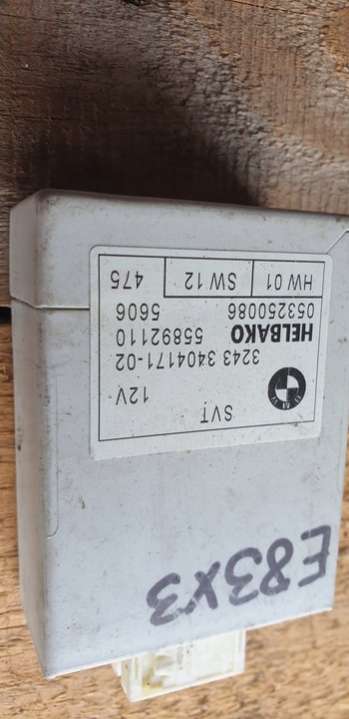 SVT
12V
3243 3404171-02
HELBAKO 55892110
053250086 5606
HW 01 SW 12 475
E83X3